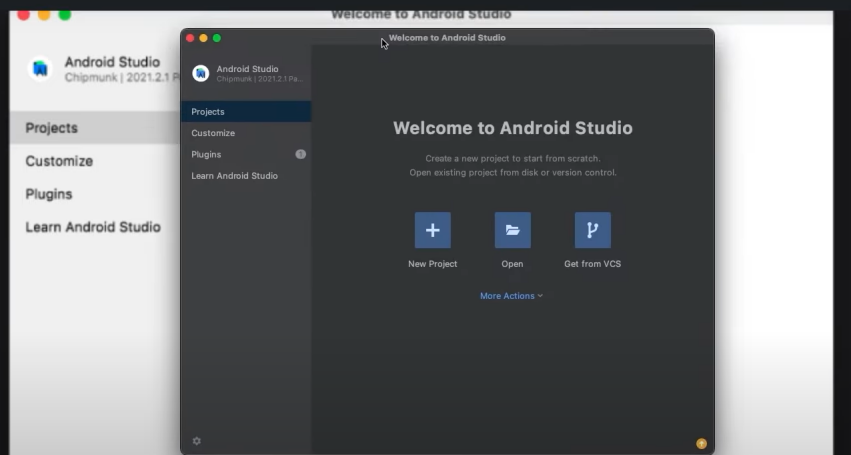 Welcome to Android Studio
Android Studio
Chipmunk | 2021.2.1 P
Projects
Customize
Plugins
Learn Android Studio
Welcome to Android Studio
Android Studio
Chipmunk | 2021.2.1 Pa...
Projects
Customize
Plugins 1
Learn Android Studio
Welcome to Android Studio
Create a new project to start from scratch.
Open existing project from disk or version control.
New Project
Open
Get from VCS
More Actions